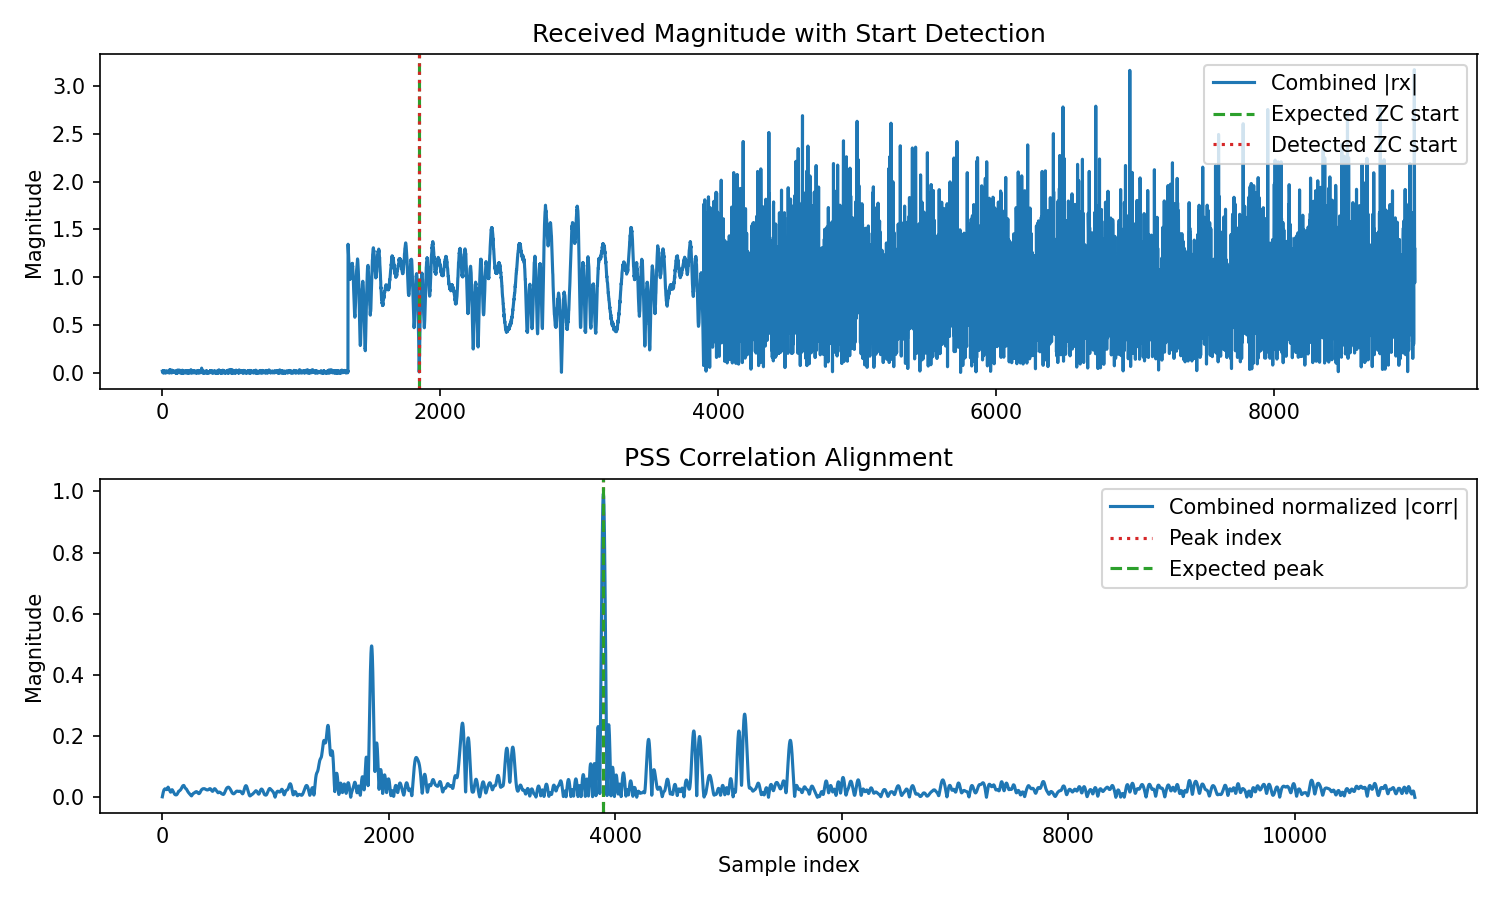 Received Magnitude with Start Detection
Magnitude
3.0
2.5
2.0
1.5
1.0
0.5
0.0
Combined |rx|
Expected ZC start
Detected ZC start
0 2000 4000 6000 8000
PSS Correlation Alignment
Magnitude
1.0
0.8
0.6
0.4
0.2
0.0
Combined normalized |corr|
Peak index
Expected peak
0 2000 4000 6000 8000 10000
Sample index